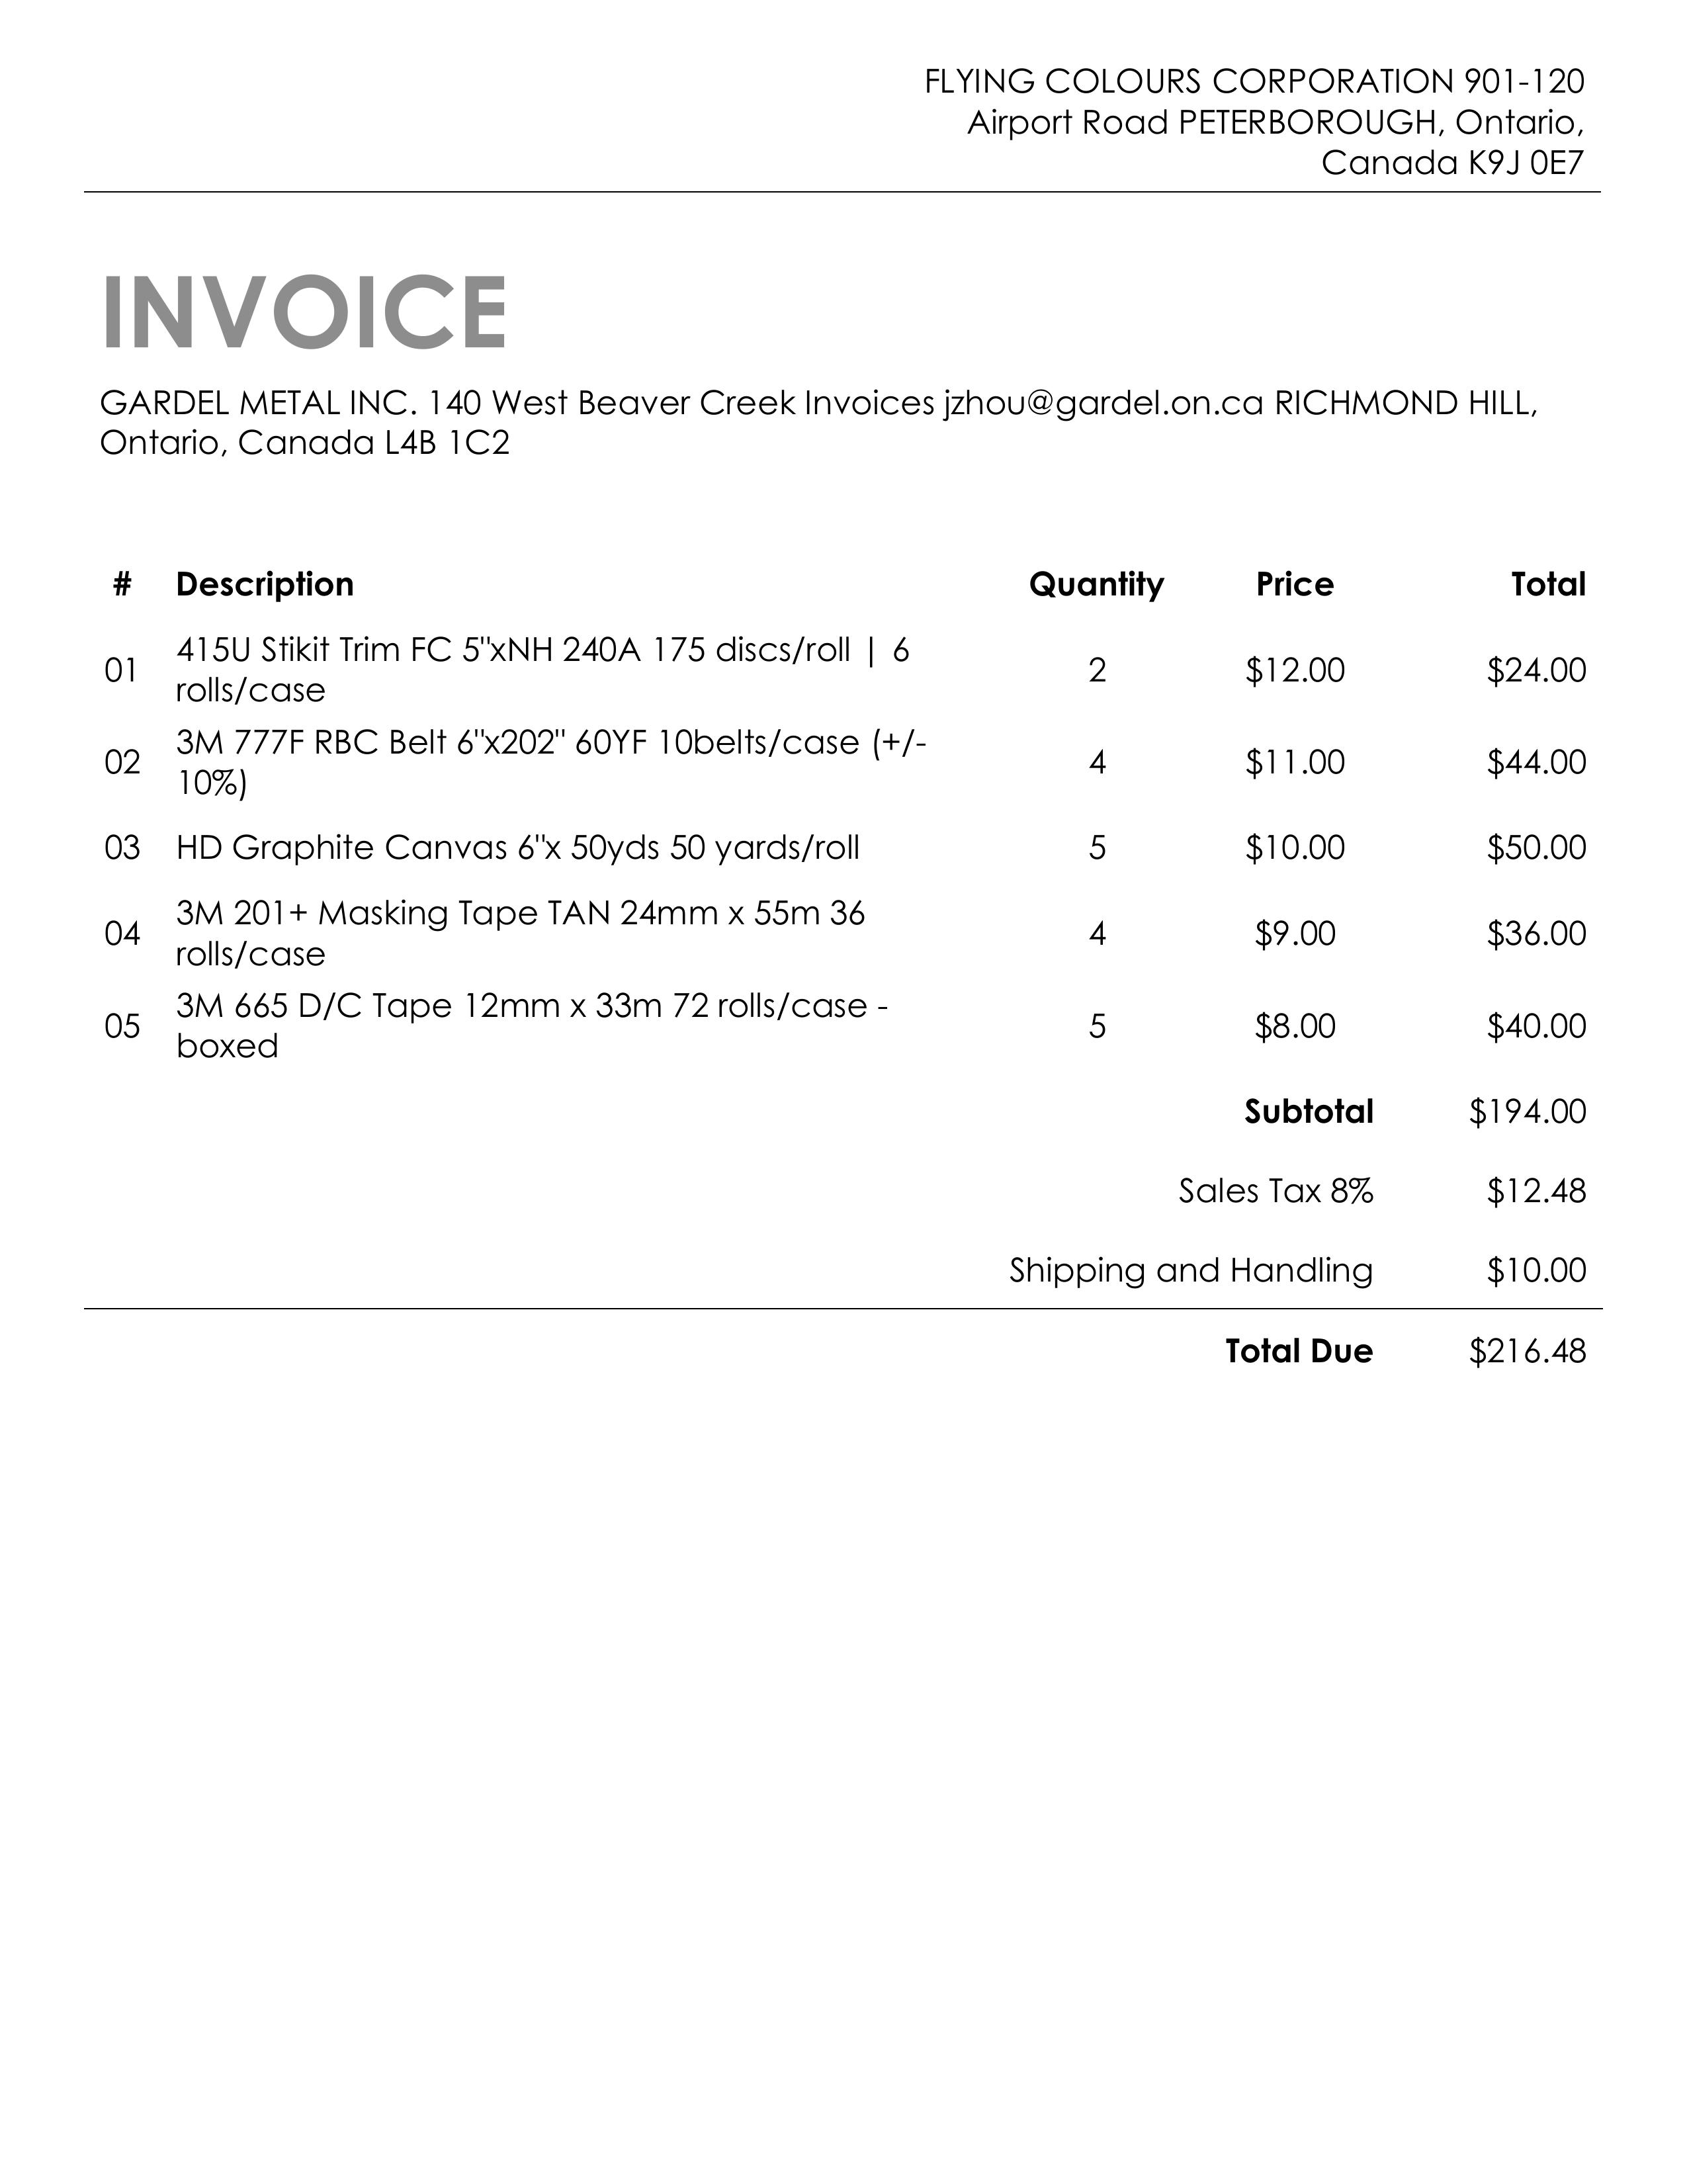 FLYING COLOURS CORPORATION 901-120
Airport Road PETERBOROUGH, Ontario,
Canada K9J 0E7
INVOICE
GARDEL METAL INC. 140 West Beaver Creek Invoices jzhou@gardel.on.ca RICHMOND HILL,
Ontario, Canada L4B 1C2
# Description Quantity Price Total
01 415U Stikit Trim FC 5"xNH 240A 175 discs/roll | 6
rolls/case 2 $12.00 $24.00
02 3M 777F RBC Belt 6"x202" 60YF 10belts/case (+/-
10%) 4 $11.00 $44.00
03 HD Graphite Canvas 6"x 50yds 50 yards/roll 5 $10.00 $50.00
04 3M 201+ Masking Tape TAN 24mm x 55m 36
rolls/case 4 $9.00 $36.00
05 3M 665 D/C Tape 12mm x 33m 72 rolls/case -
boxed 5 $8.00 $40.00
Subtotal $194.00
Sales Tax 8% $12.48
Shipping and Handling $10.00
Total Due $216.48